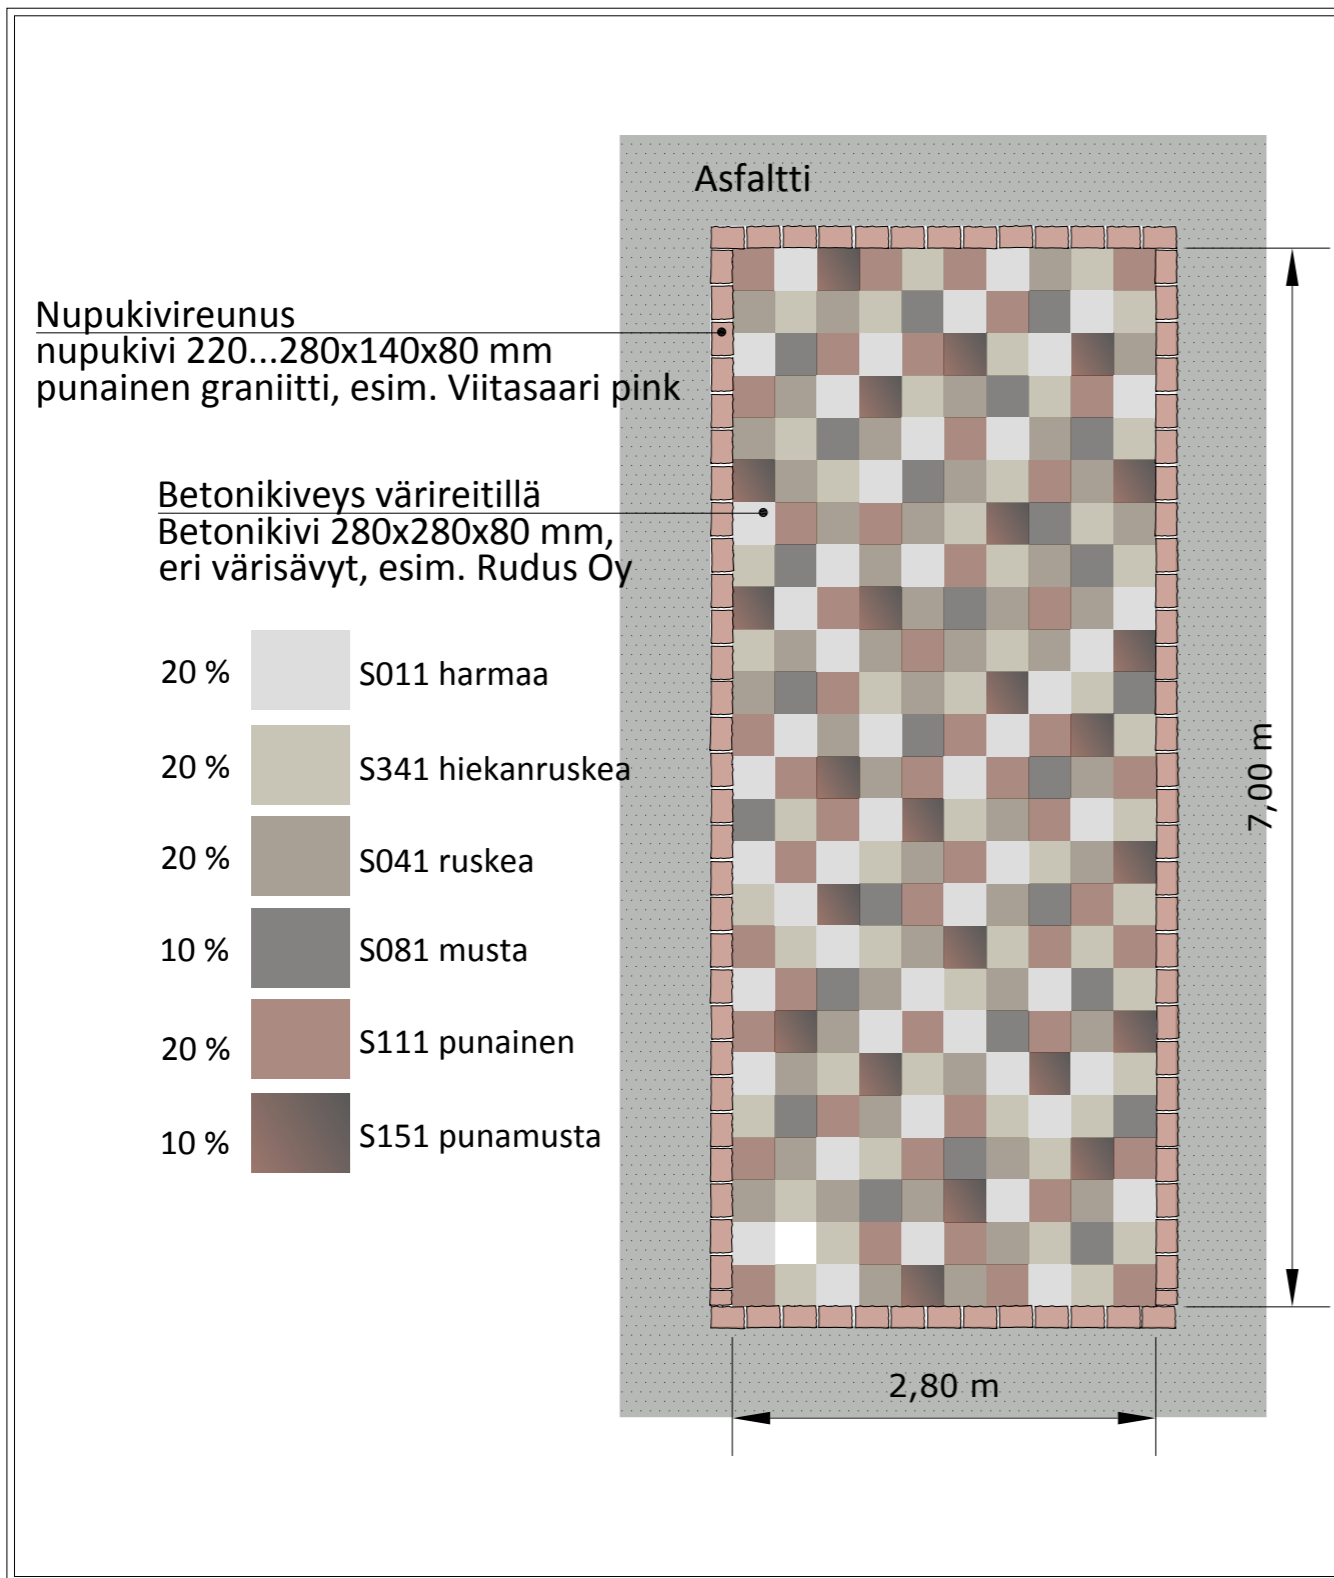 Asfaltti
Nupukivireunus
nupukivi 220...280x140x80 mm
punainen graniitti, esim. Viitasaari pink
Betonikiveys värireitillä
Betonikivi 280x280x80 mm,
eri värisävyt, esim. Rudus Oy
20 % S011 harmaa
20 % S341 hiekanruskea
20 % S041 ruskea
10 % S081 musta
20 % S111 punainen
10 % S151 punamusta
7,00 m
2,80 m